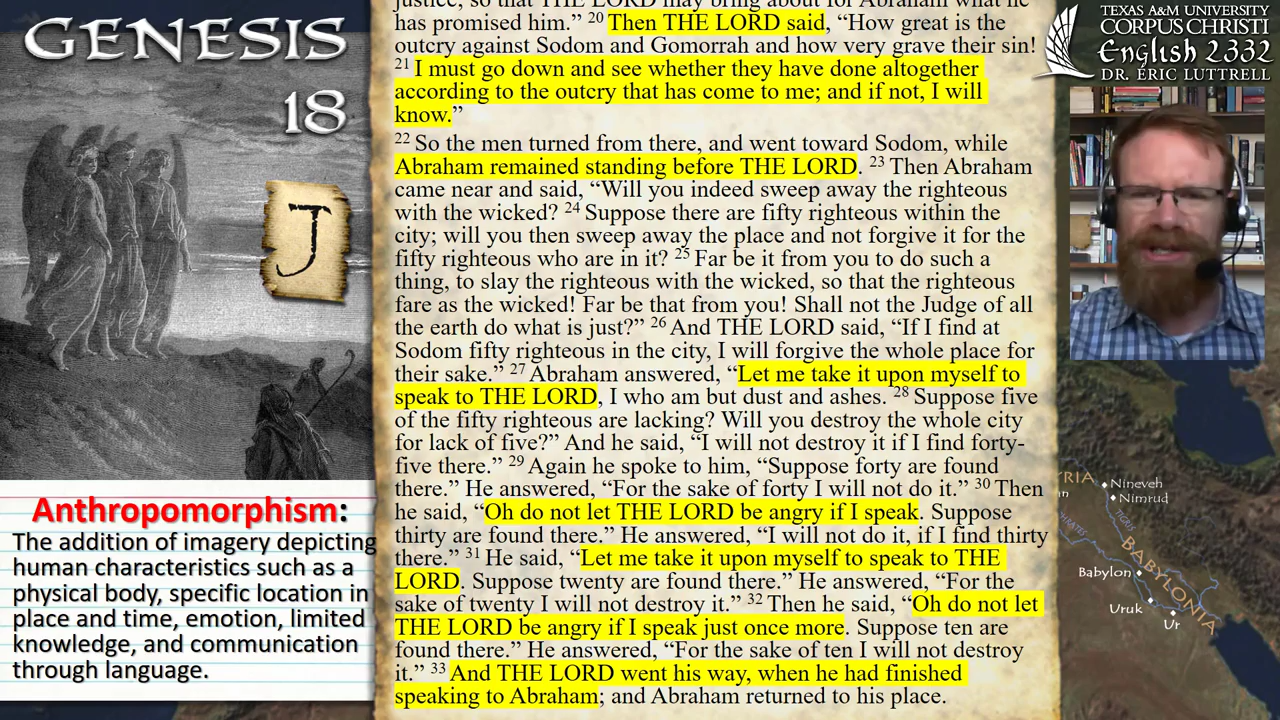 GENESIS
18
J
Anthropomorphism:
The addition of imagery depicting
human characteristics such as a
physical body, specific location in
place and time, emotion, limited
knowledge, and communication
through language.
justice, so that THE LORD may bring about for Abraham what he
has promised him.” 20 Then THE LORD said, “How great is the
outcry against Sodom and Gomorrah and how very grave their sin!
21 I must go down and see whether they have done altogether
according to the outcry that has come to me; and if not, I will
know.”
22 So the men turned from there, and went toward Sodom, while
Abraham remained standing before THE LORD. 23 Then Abraham
came near and said, “Will you indeed sweep away the righteous
with the wicked? 24 Suppose there are fifty righteous within the
city; will you then sweep away the place and not forgive it for the
fifty righteous who are in it? 25 Far be it from you to do such a
thing, to slay the righteous with the wicked, so that the righteous
fare as the wicked! Far be that from you! Shall not the Judge of all
the earth do what is just?” 26 And THE LORD said, “If I find at
Sodom fifty righteous in the city, I will forgive the whole place for
their sake.” 27 Abraham answered, “Let me take it upon myself to
speak to THE LORD, I who am but dust and ashes. 28 Suppose five
of the fifty righteous are lacking? Will you destroy the whole city
for lack of five?” And he said, “I will not destroy it if I find forty-
five there.” 29 Again he spoke to him, “Suppose forty are found
there.” He answered, “For the sake of forty I will not do it.” 30 Then
he said, “Oh do not let THE LORD be angry if I speak. Suppose
thirty are found there.” He answered, “I will not do it, if I find thirty
there.” 31 He said, “Let me take it upon myself to speak to THE
LORD. Suppose twenty are found there.” He answered, “For the
sake of twenty I will not destroy it.” 32 Then he said, “Oh do not let
THE LORD be angry if I speak just once more. Suppose ten are
found there.” He answered, “For the sake of ten I will not destroy
it.” 33 And THE LORD went his way, when he had finished
speaking to Abraham; and Abraham returned to his place.
TEXAS A&M UNIVERSITY
CORPUS CHRISTI
English 2332
DR. ERIC LUTTRELL
Nineveh
Nimrud
TIGRIS
BABYLONIA
Babylon
Uruk
Ur